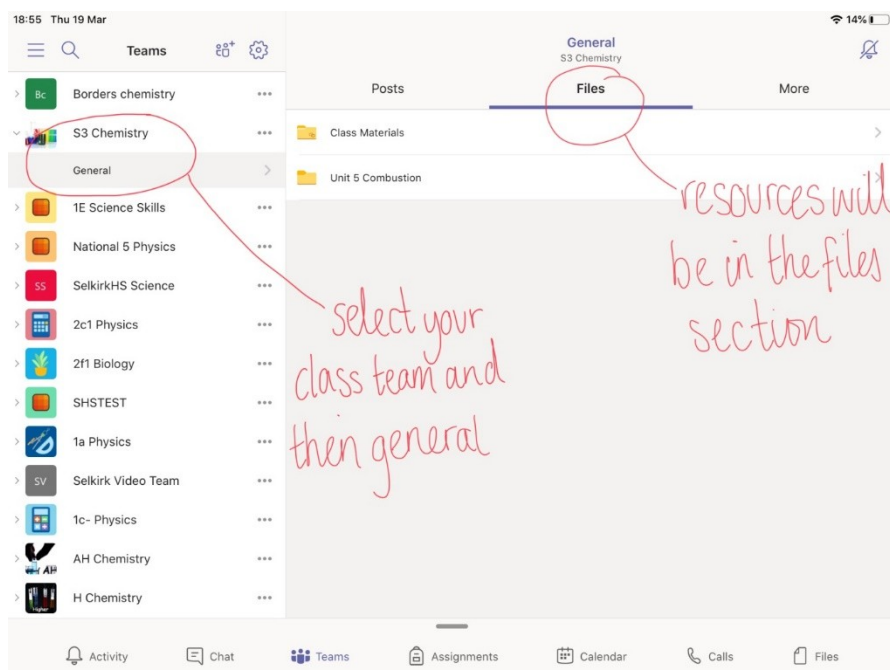 18:55 Thu 19 Mar
14%
Teams
General
S3 Chemistry
Posts
Files
More
Bc
Borders chemistry
S3 Chemistry
General
1E Science Skills
National 5 Physics
SS
SelkirkHS Science
2c1 Physics
2f1 Biology
SHSTEST
1a Physics
SV
Selkirk Video Team
1c- Physics
AH
AH Chemistry
Higher
H Chemistry
Class Materials
Unit 5 Combustion
resources will
be in the files
section
select your
class team and
then general
Activity
Chat
Teams
Assignments
Calendar
Calls
Files